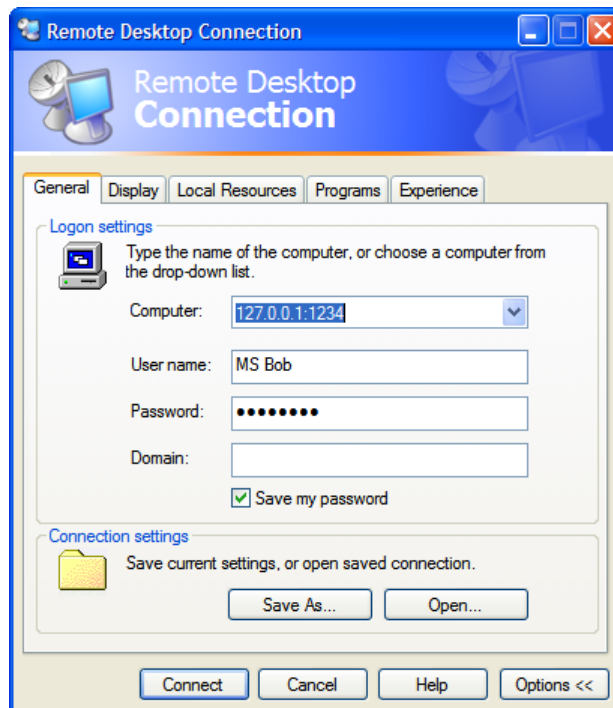 Remote Desktop Connection
Remote Desktop
Connection
General Display Local Resources Programs Experience
Logon settings
Type the name of the computer, or choose a computer from
the drop-down list.
Computer: 127.0.0.1:1234
User name: MS Bob
Password: ••••••••
Domain:
Save my password
Connection settings
Save current settings, or open saved connection.
Save As... Open...
Connect Cancel Help Options <<